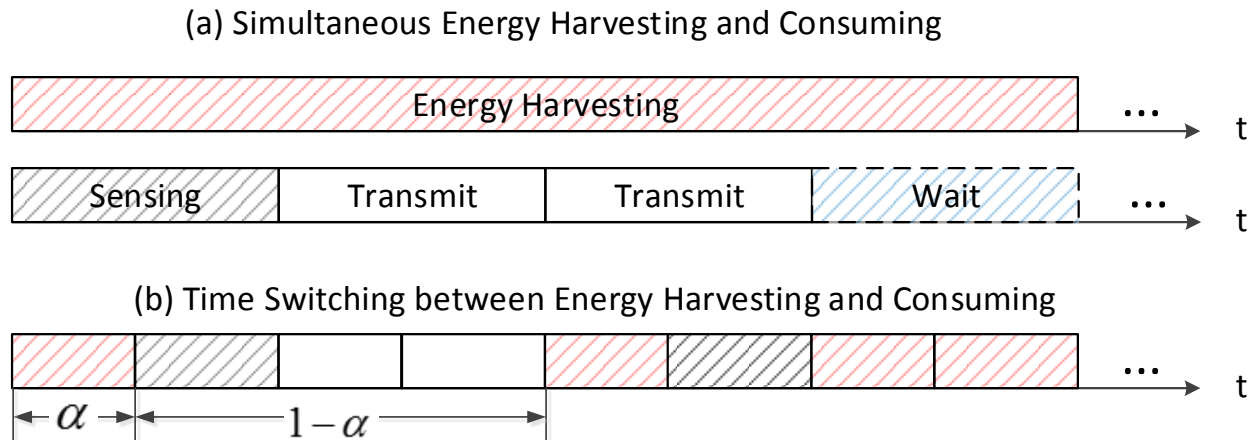 (a) Simultaneous Energy Harvesting and Consuming
Energy Harvesting
...
t
Sensing Transmit Transmit Wait
...
t
(b) Time Switching between Energy Harvesting and Consuming
...
t
α 1-α